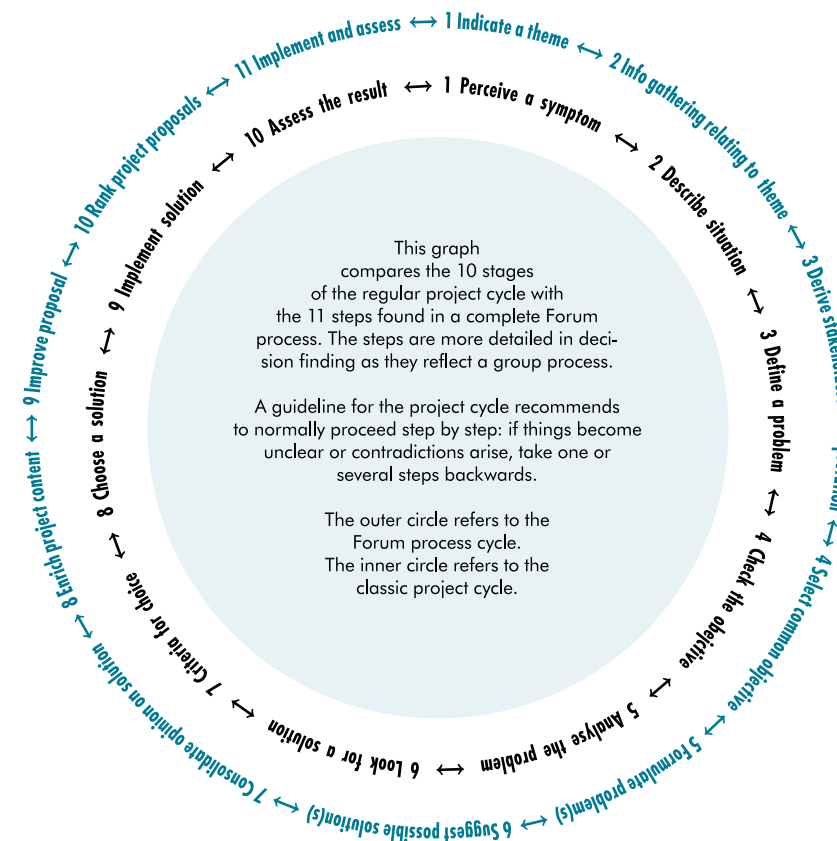 1 Indicate a theme ↔ 2 Info gathering relating to theme ↔ 3 Derive stakeholders
↔ 4 Select common objective ↔ 5 Formulate problem(s) ↔ 6 Suggest possible solution(s) ↔ 7 Consolidate opinion on solution ↔ 8 Enrich project content ↔ 9 Improve proposal ↔ 10 Rank project proposals ↔ 11 Implement and assess ↔
1 Perceive a symptom ↔ 2 Describe situation ↔ 3 Define a problem ↔ 4 Check the obejctive ↔ 5 Analyse the problem ↔ 6 Look for a solution ↔ 7 Criteria for choice ↔ 8 Choose a solution ↔ 9 Implement solution ↔ 10 Assess the result ↔
This graph
compares the 10 stages
of the regular project cycle with
the 11 steps found in a complete Forum
process. The steps are more detailed in deci-
sion finding as they reflect a group process.
A guideline for the project cycle recommends
to normally proceed step by step: if things become
unclear or contradictions arise, take one or
several steps backwards.
The outer circle refers to the
Forum process cycle.
The inner circle refers to the
classic project cycle.